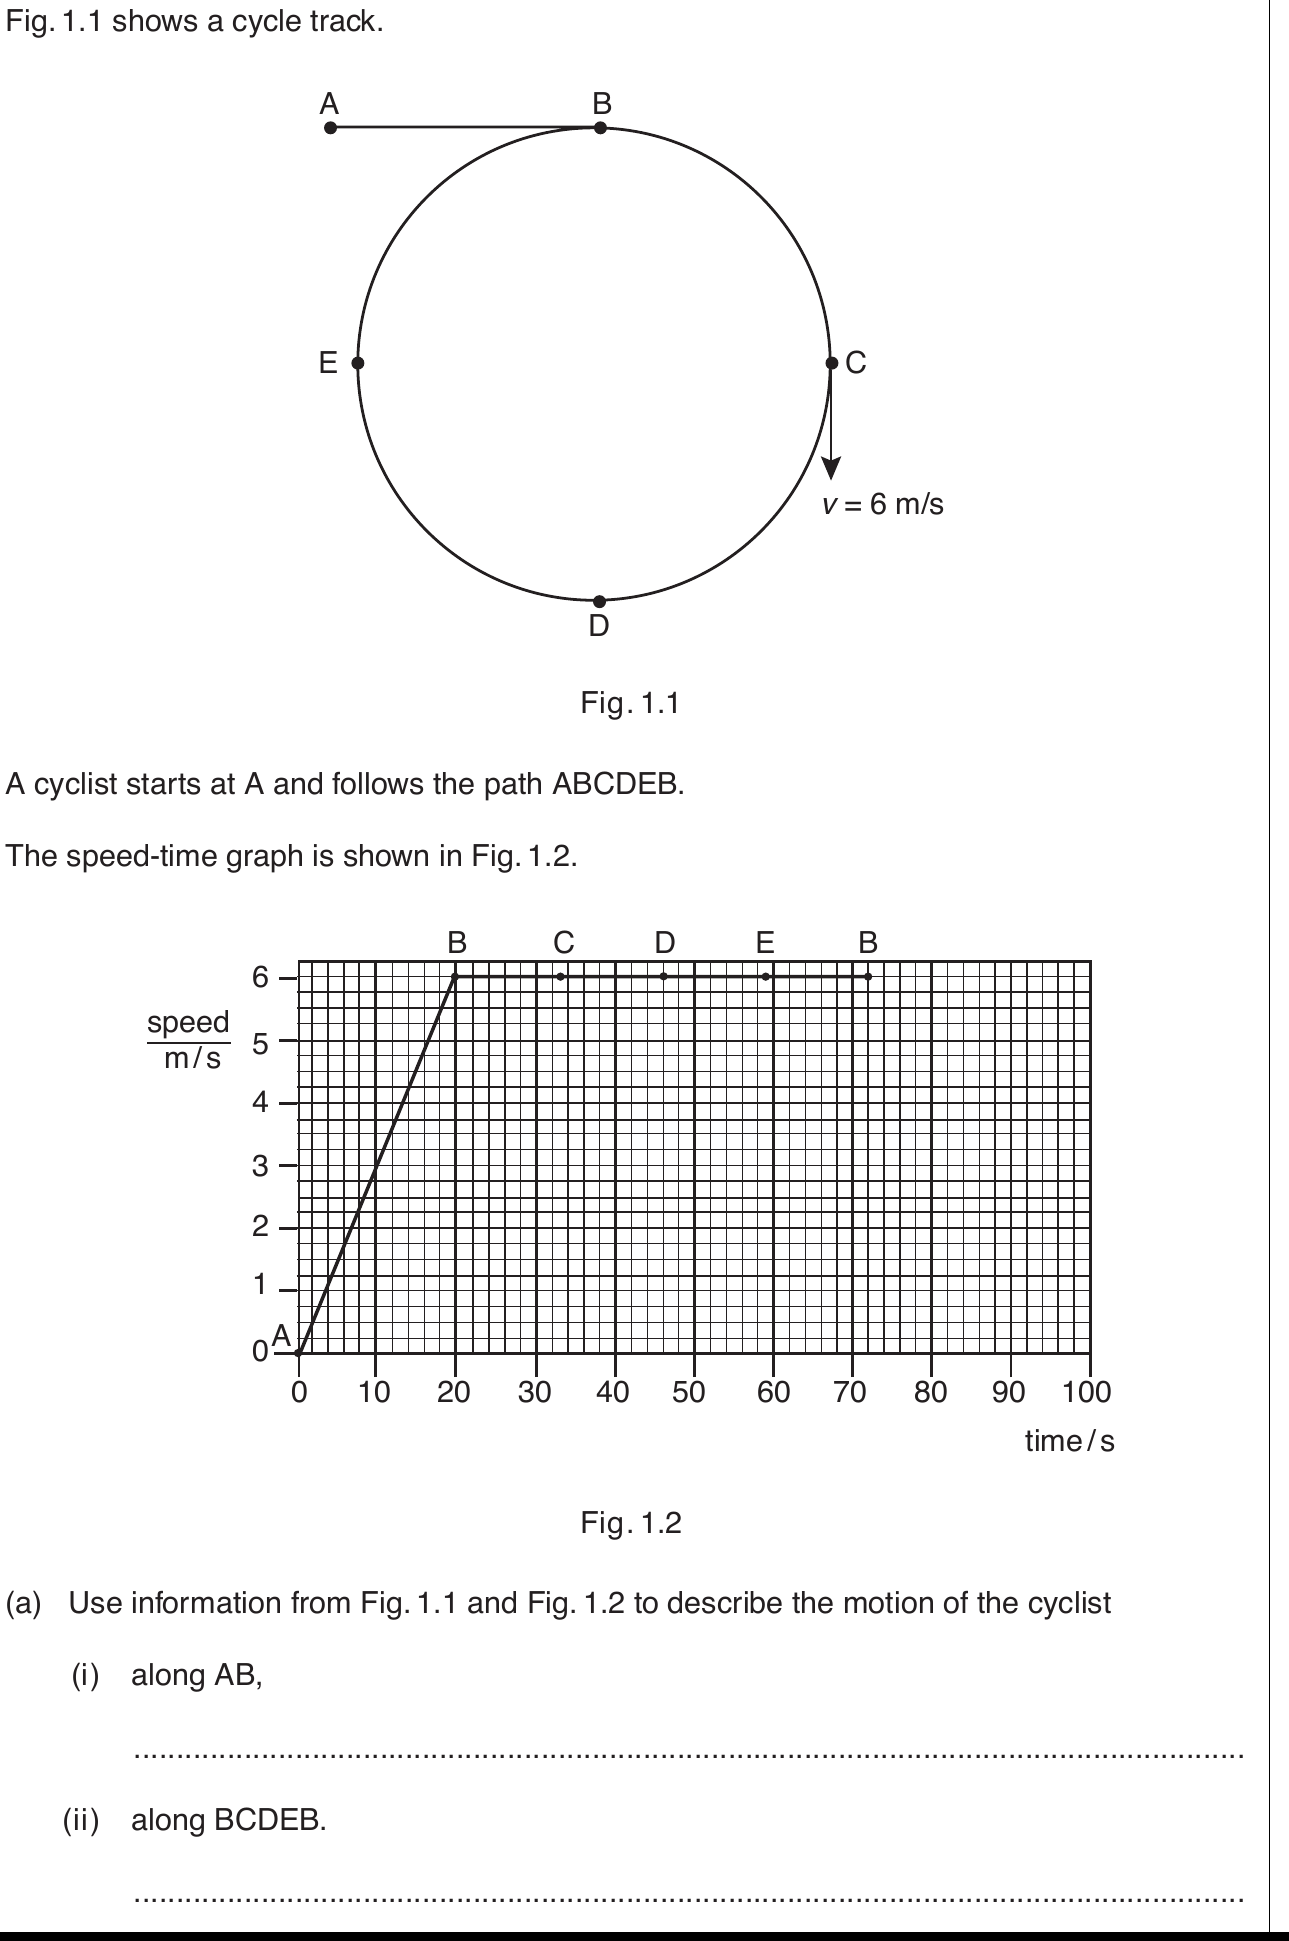 Fig. 1.1 shows a cycle track.
A B
E C
v = 6 m/s
D
Fig. 1.1
A cyclist starts at A and follows the path ABCDEB.
The speed-time graph is shown in Fig. 1.2.
B C D E B
6
speed
m/s
5
4
3
2
1
A
0
0 10 20 30 40 50 60 70 80 90 100
time/s
Fig. 1.2
(a) Use information from Fig. 1.1 and Fig. 1.2 to describe the motion of the cyclist
(i) along AB,
(ii) along BCDEB.